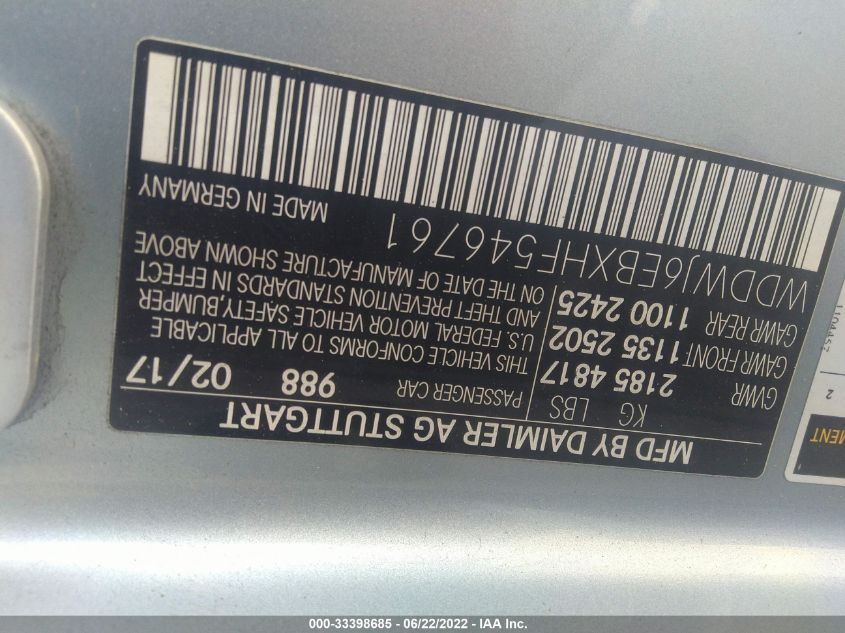 MFD BY DAIMLER AG STUTTGART
KG LBS
GVWR 2185 4817
GAWR FRONT 1135 2502
GAWR REAR 1100 2425
PASSENGER CAR 988 02/17
THIS VEHICLE CONFORMS TO ALL APPLICABLE
U.S. FEDERAL MOTOR VEHICLE SAFETY,BUMPER
AND THEFT PREVENTION STANDARDS IN EFFECT
ON THE DATE OF MANUFACTURE SHOWN ABOVE
WDDWJ6EBXHF546761 MADE IN GERMANY
2
000-33398685 - 06/22/2022 - IAA Inc.